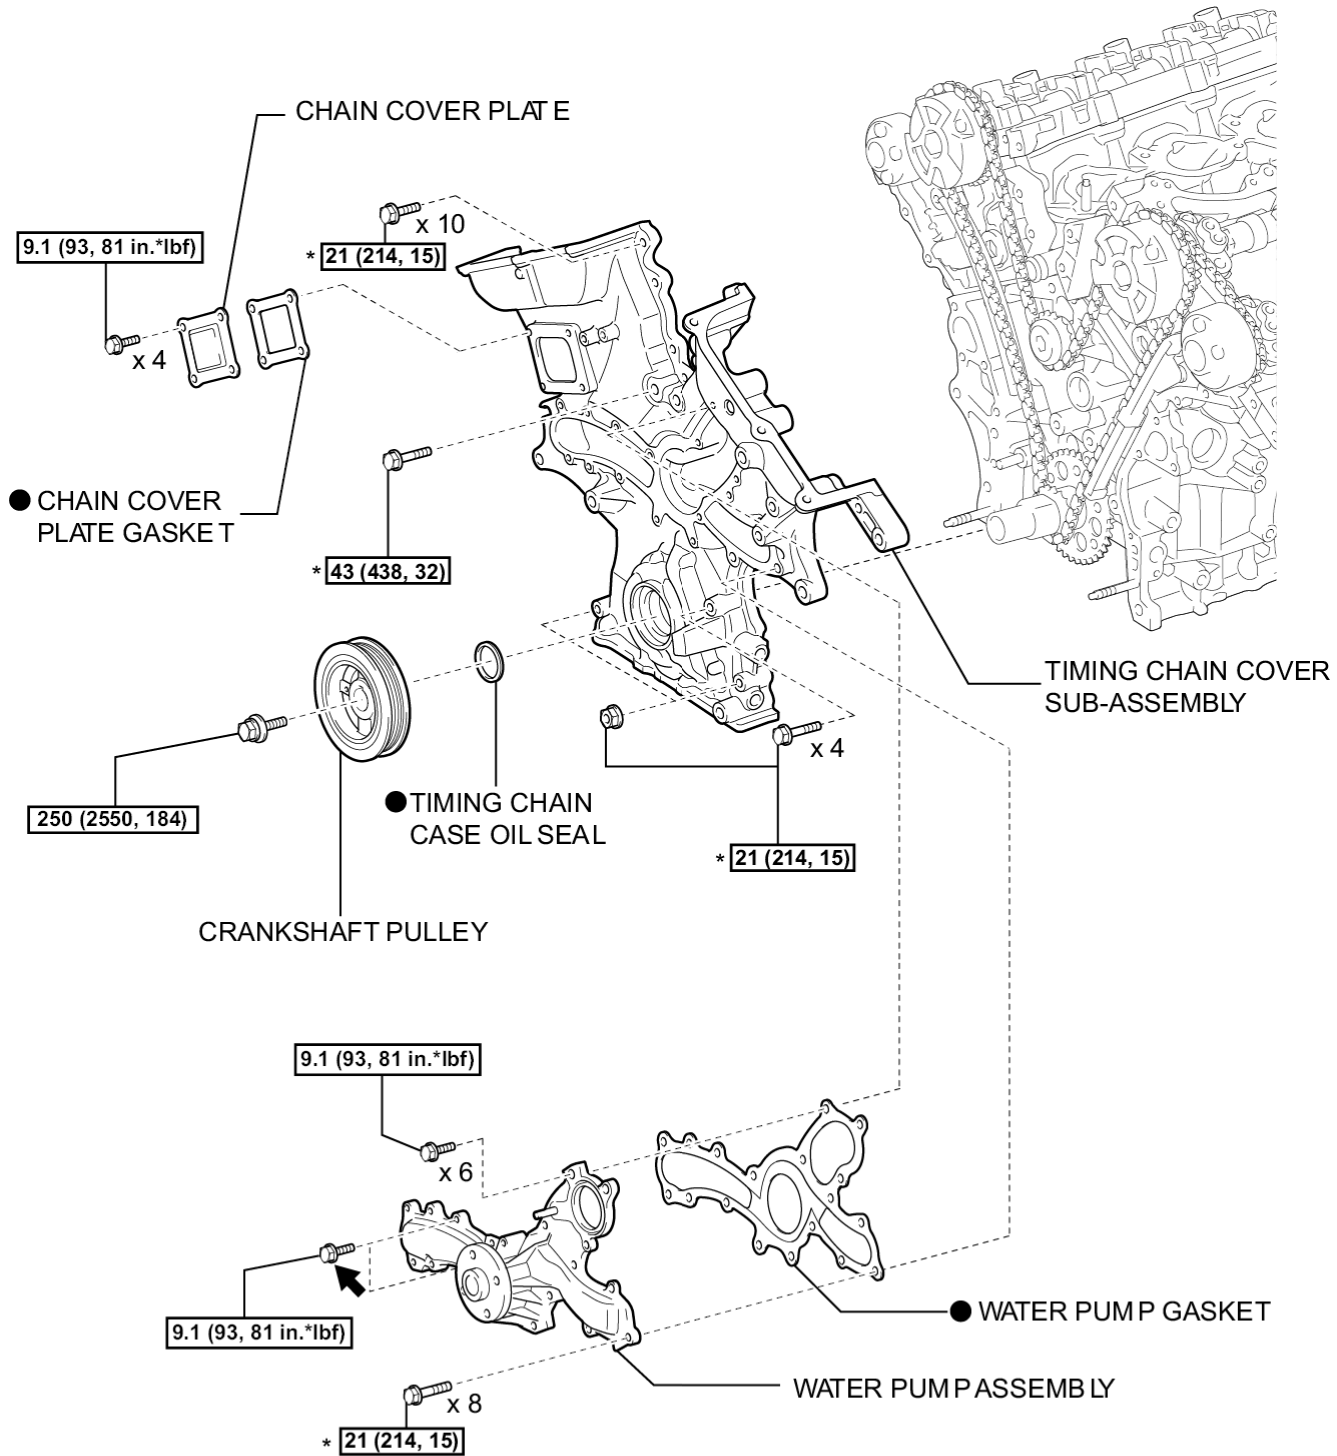 CHAIN COVER PLATE
x 10
9.1 (93, 81 in.*lbf)
* 21 (214, 15)
x 4
● CHAIN COVER
PLATE GASKET
* 43 (438, 32)
TIMING CHAIN COVER
SUB-ASSEMBLY
x 4
250 (2550, 184)
● TIMING CHAIN
CASE OIL SEAL
* 21 (214, 15)
CRANKSHAFT PULLEY
9.1 (93, 81 in.*lbf)
x 6
9.1 (93, 81 in.*lbf)
● WATER PUMP GASKET
WATER PUMP ASSEMBLY
x 8
* 21 (214, 15)